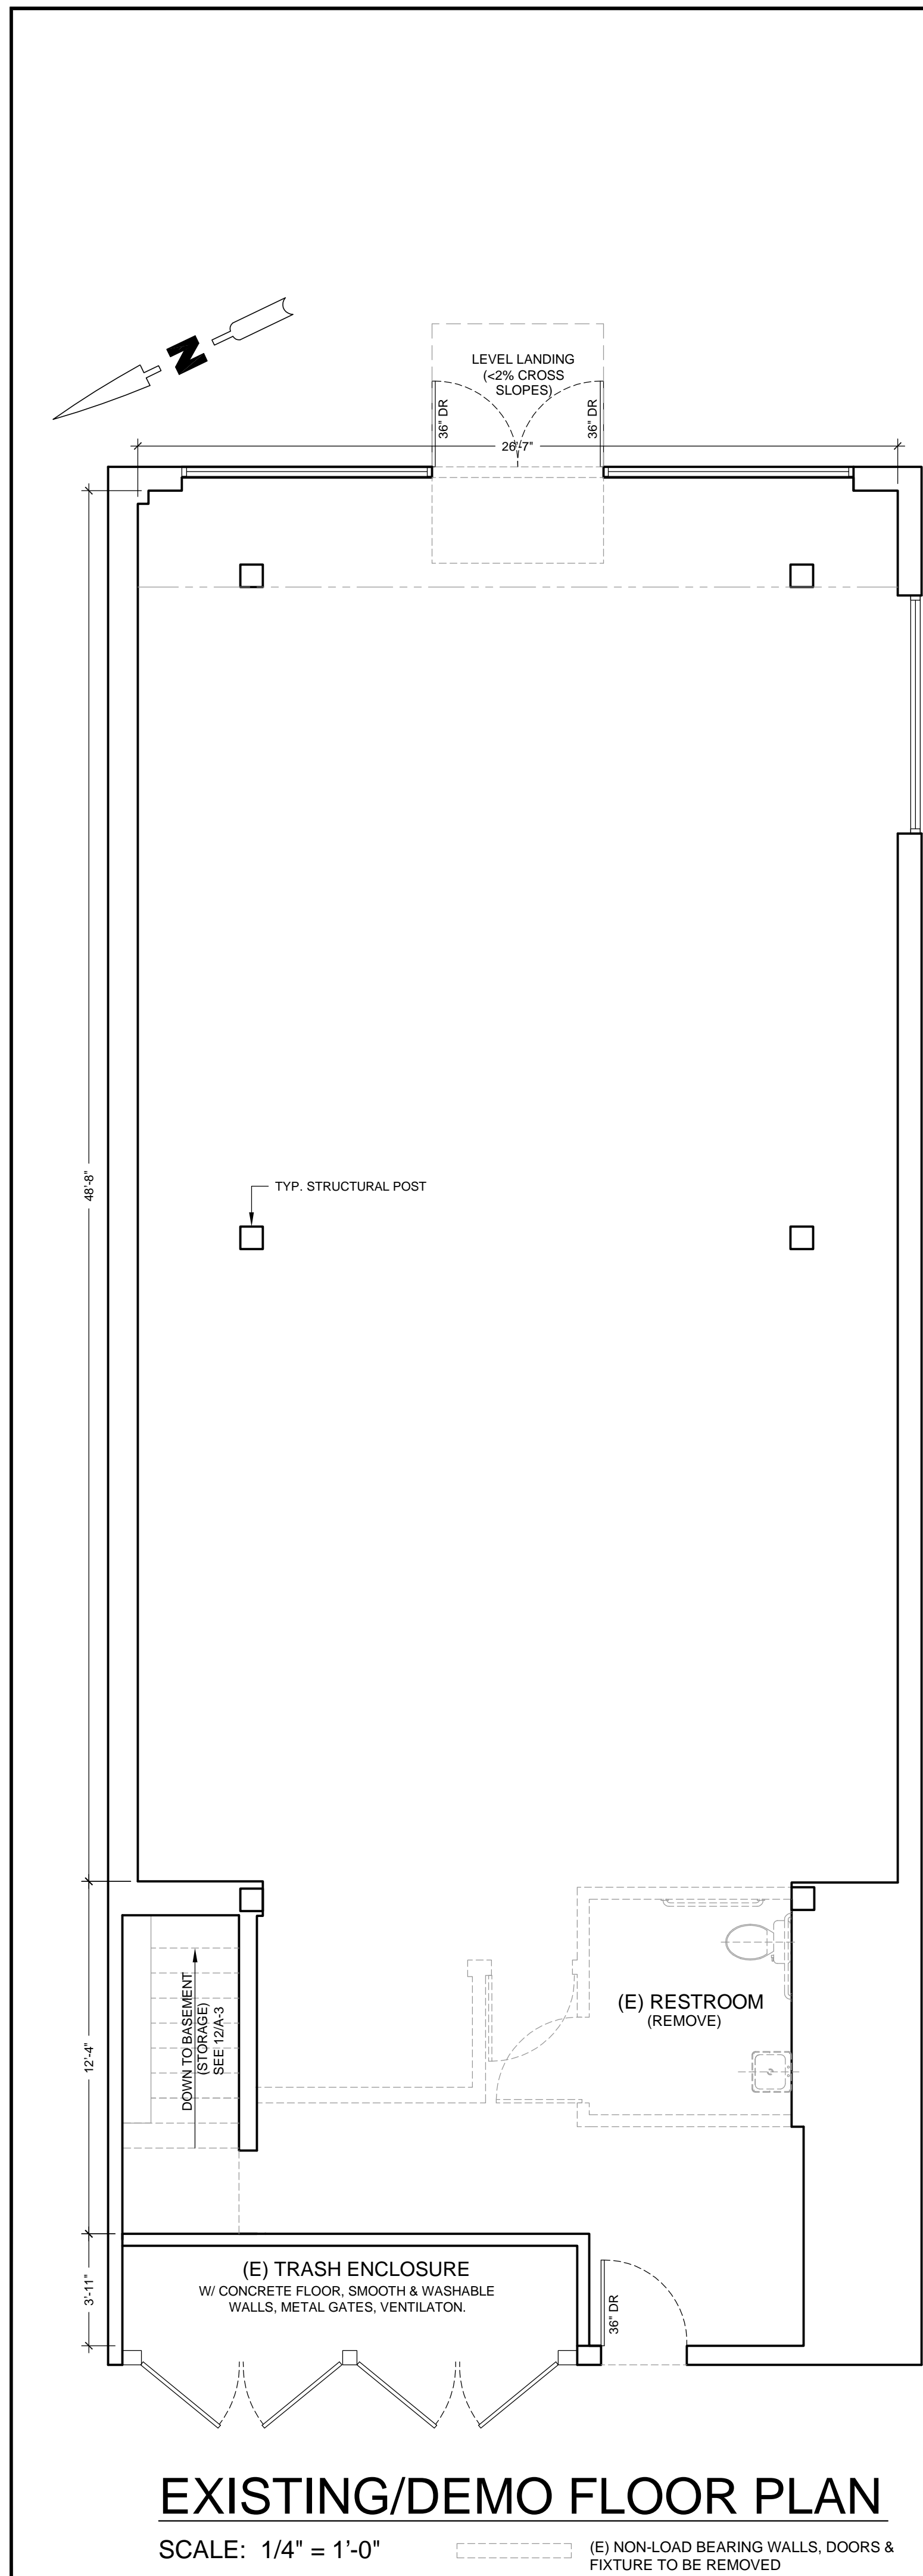 N
LEVEL LANDING
(<2% CROSS
SLOPES)
36" DR
36" DR
26'-7"
48'-8"
TYP. STRUCTURAL POST
12'-4"
DOWN TO BASEMENT
(STORAGE)
SEE 12/A-3
(E) RESTROOM
(REMOVE)
3'-11"
(E) TRASH ENCLOSURE
W/ CONCRETE FLOOR, SMOOTH & WASHABLE
WALLS, METAL GATES, VENTILATON.
36" DR
EXISTING/DEMO FLOOR PLAN
SCALE: 1/4" = 1'-0"
(E) NON-LOAD BEARING WALLS, DOORS &
FIXTURE TO BE REMOVED